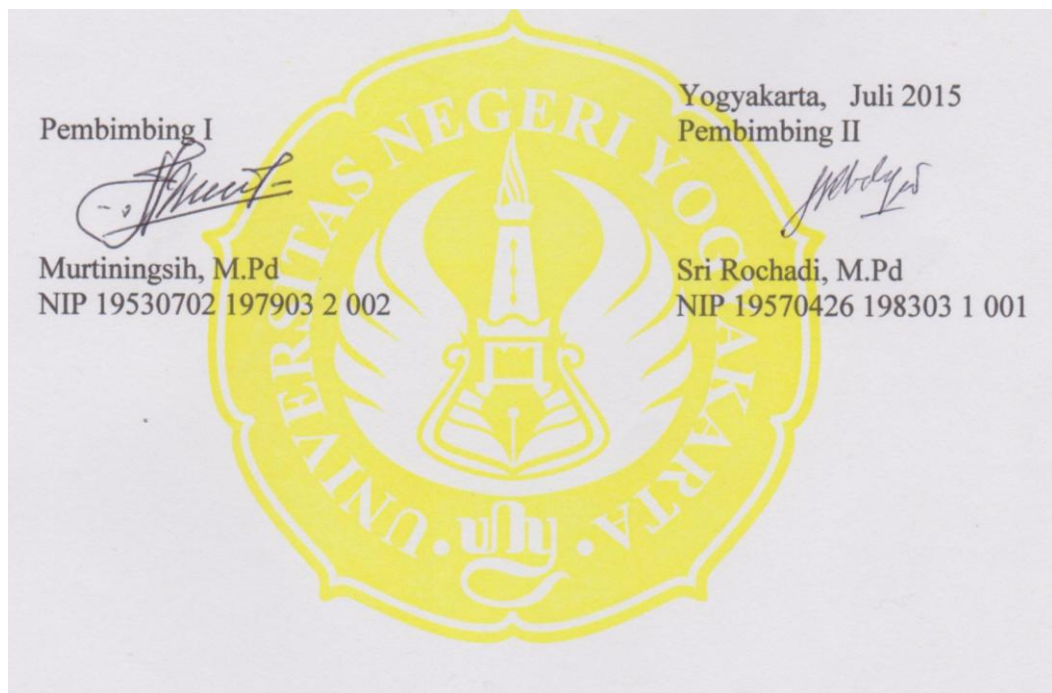 Yogyakarta, Juli 2015
Pembimbing I
Pembimbing II
Murtiningsih, M.Pd
NIP 19530702 197903 2 002
Sri Rochadi, M.Pd
NIP 19570426 198303 1 001
UNIVERSITAS NEGERI YOGYAKARTA
uny